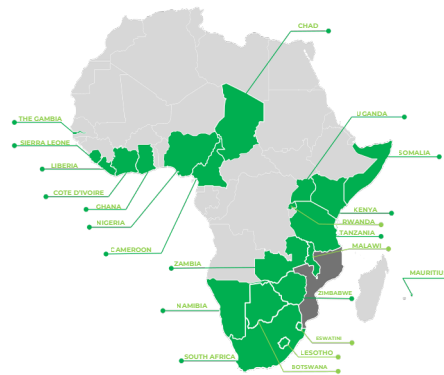 CHAD
UGANDA
THE GAMBIA
SIERRA LEONE
SOMALIA
LIBERIA
COTE D'IVOIRE
GHANA
KENYA
NIGERIA
RWANDA
TANZANIA
CAMEROON
MALAWI
ZAMBIA
MAURITIU
ZIMBABWE
NAMIBIA
ESWATINI
LESOTHO
SOUTH AFRICA
BOTSWANA